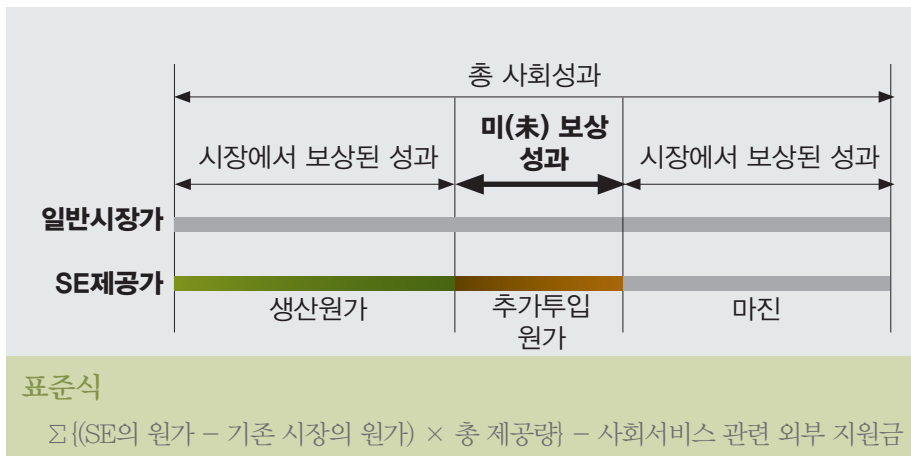 총 사회성과
시장에서 보상된 성과
미(未) 보상
성과
시장에서 보상된 성과
일반시장가
SE제공가
생산원가
추가투입
원가
마진
표준식
Σ{(SE의 원가 – 기존 시장의 원가) × 총 제공량} – 사회서비스 관련 외부 지원금